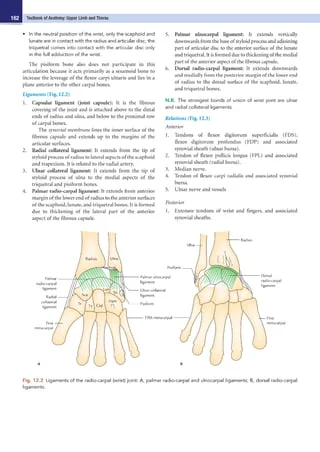 162
Textbook of Anatomy: Upper Limb and Thorax
• In the neutral position of the wrist, only the scaphoid and
lunate are in contact with the radius and articular disc; the
triquetral comes into contact with the articular disc only
in the full adduction of the wrist.
The pisiform bone also does not participate in this
articulation because it acts primarily as a sesamoid bone to
increase the leverage of the flexor carpi ulnaris and lies in a
plane anterior to the other carpal bones.
Ligaments (Fig. 12.2)
1. Capsular ligament (joint capsule): It is the fibrous
covering of the joint and is attached above to the distal
ends of radius and ulna, and below to the proximal row
of carpal bones.
The synovial membrane lines the inner surface of the
fibrous capsule and extends up to the margins of the
articular surfaces.
2. Radial collateral ligament: It extends from the tip of
styloid process of radius to lateral aspects of the scaphoid
and trapezium. It is related to the radial artery.
3. Ulnar collateral ligament: It extends from the tip of
styloid process of ulna to the medial aspects of the
triquetral and pisiform bones.
4. Palmar radio-carpal ligament: It extends from anterior
margin of the lower end of radius to the anterior surfaces
of the scaphoid, lunate, and triquetral bones. It is formed
due to thickening of the lateral part of the anterior
aspect of the fibrous capsule.
5. Palmar ulnocarpal ligament: It extends vertically
downwards from the base of styloid process and adjoining
part of articular disc to the anterior surface of the lunate
and triquetral. It is formed due to thickening of the medial
part of the anterior aspect of the fibrous capsule.
6. Dorsal radio-carpal ligament: It extends downwards
and medially from the posterior margin of the lower end
of radius to the dorsal surface of the scaphoid, lunate,
and triquetral bones.
N.B. The strongest bonds of union of wrist joint are ulnar
and radial collateral ligaments.
Relations (Fig. 12.3)
Anterior
1. Tendons of flexor digitorum superficialis (FDS),
flexor digitorum profundus (FDP) and associated
synovial sheath (ulnar bursa).
2. Tendon of flexor pollicis longus (FPL) and associated
synovial sheath (radial bursa).
3. Median nerve.
4. Tendon of flexor carpi radialis and associated synovial
bursa.
5. Ulnar nerve and vessels
Posterior
1. Extensor tendons of wrist and fingers, and associated
synovial sheaths.
Radius
Ulna
Palmar
radio-carpal
ligament
Radial
collateral
ligament
First
metacarpal
Palmar ulnocarpal
ligament
Ulnar collateral
ligament
Pisiform
Fifth metacarpal
Cap
A
Ulna
Radius
Pisiform
Dorsal
radio-carpal
ligament
First
metacarpal
B
Fig. 12.2 Ligaments of the radio-carpal (wrist) joint: A, palmar radio-carpal and ulnocarpal ligaments; B, dorsal radio-carpal
ligaments.